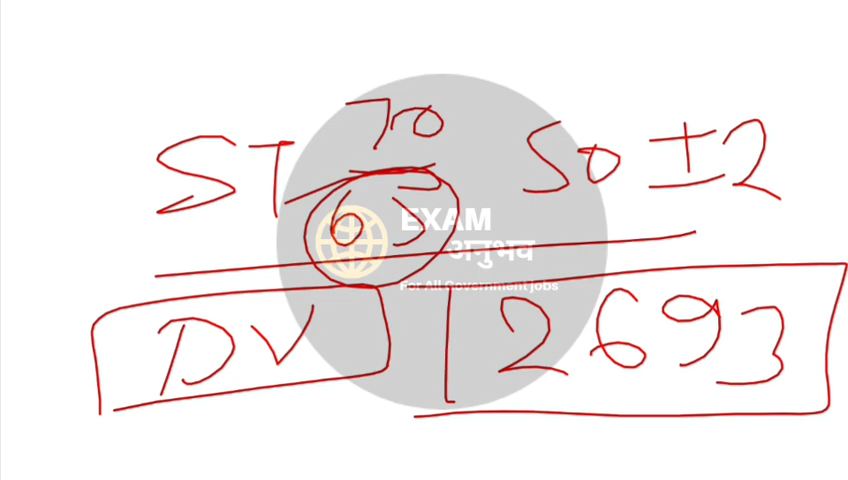 70
ST 65 50 ± 2
EXAM
अनुभव
For All Government Jobs
DV 2693